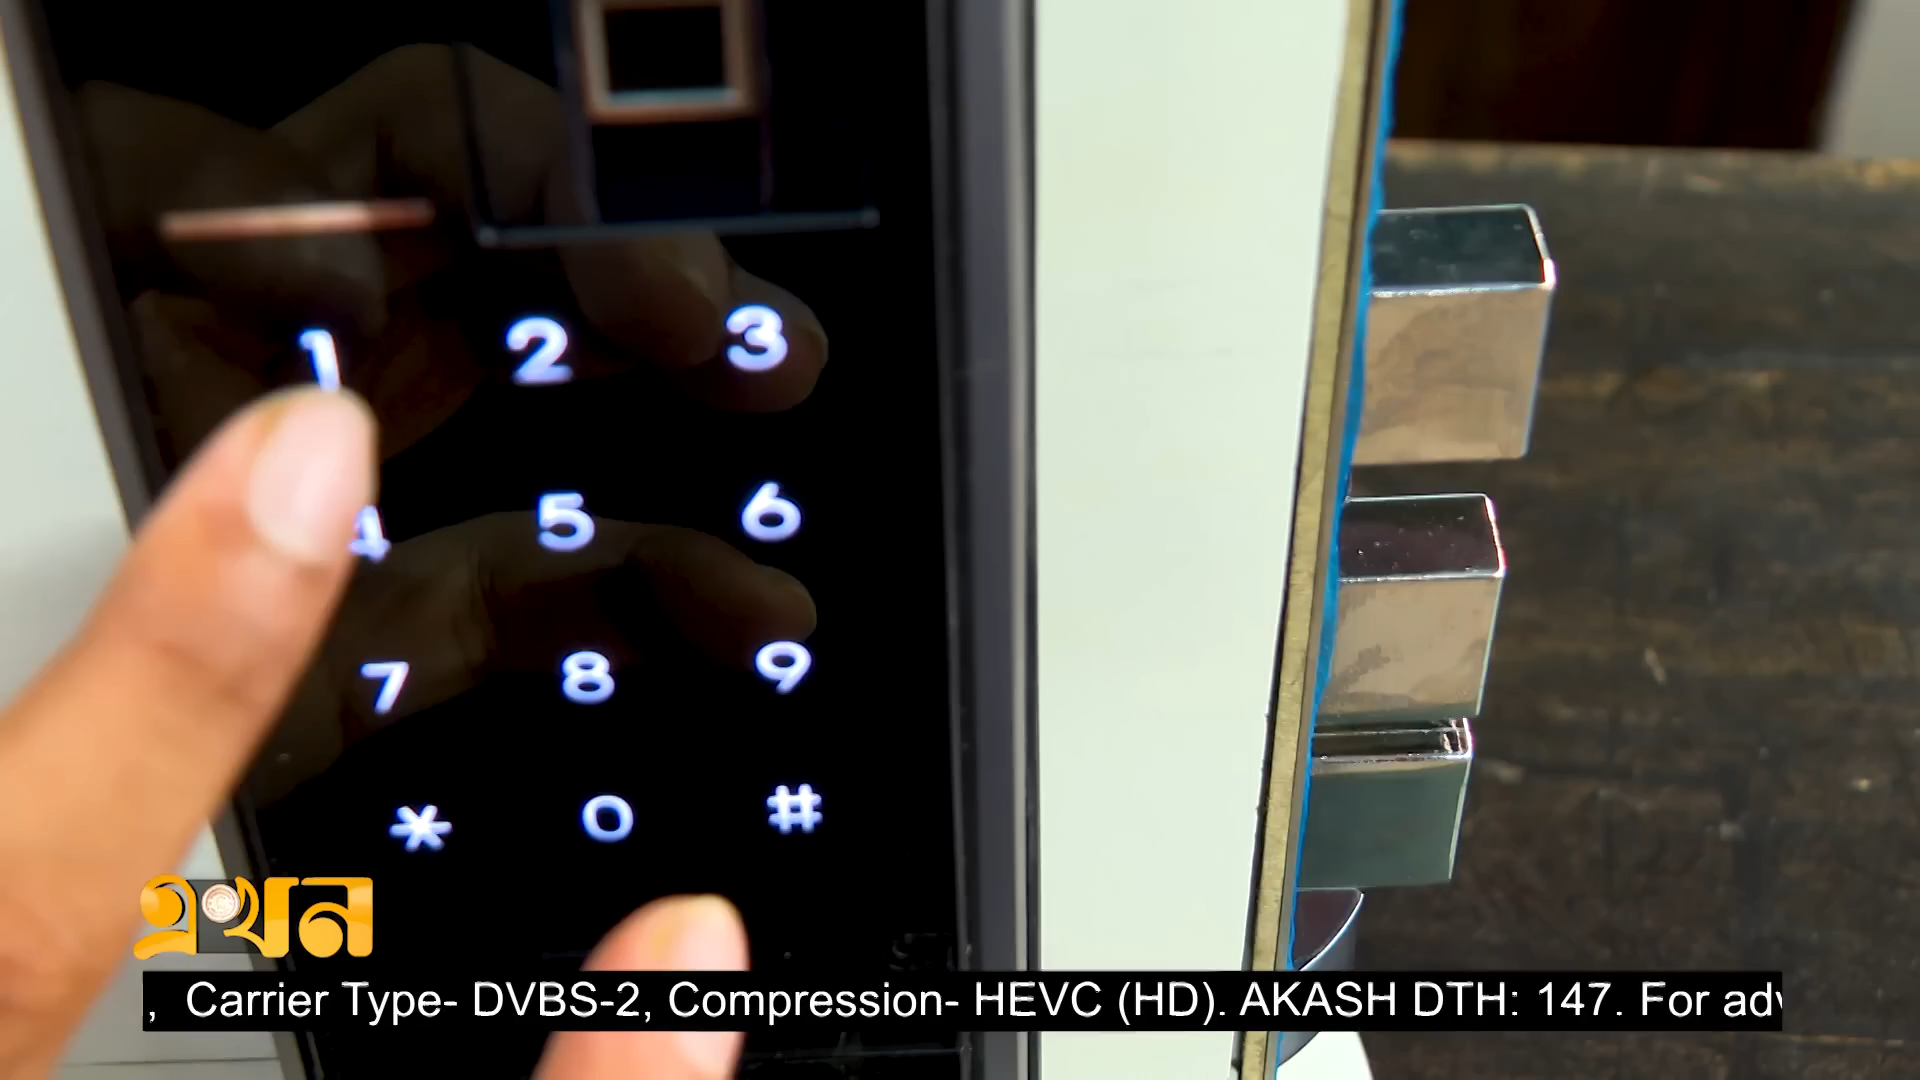 1 2 3
4 5 6
7 8 9
* 0 #
এখন
, Carrier Type- DVBS-2, Compression- HEVC (HD). AKASH DTH: 147. For adv